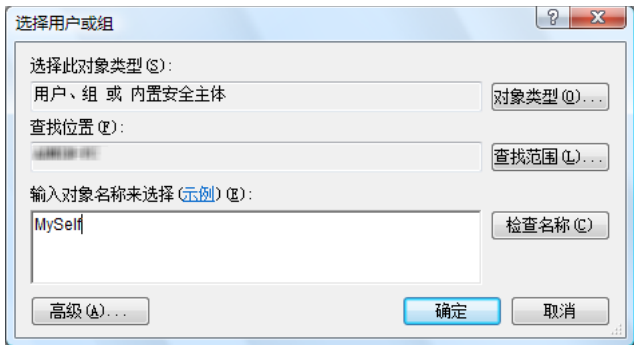 选择用户或组
选择此对象类型(S):
用户、组 或 内置安全主体
对象类型(O)...
查找位置(F):
查找范围(L)...
输入对象名称来选择(示例)(E):
MySelf
检查名称(C)
高级(A)...
确定
取消